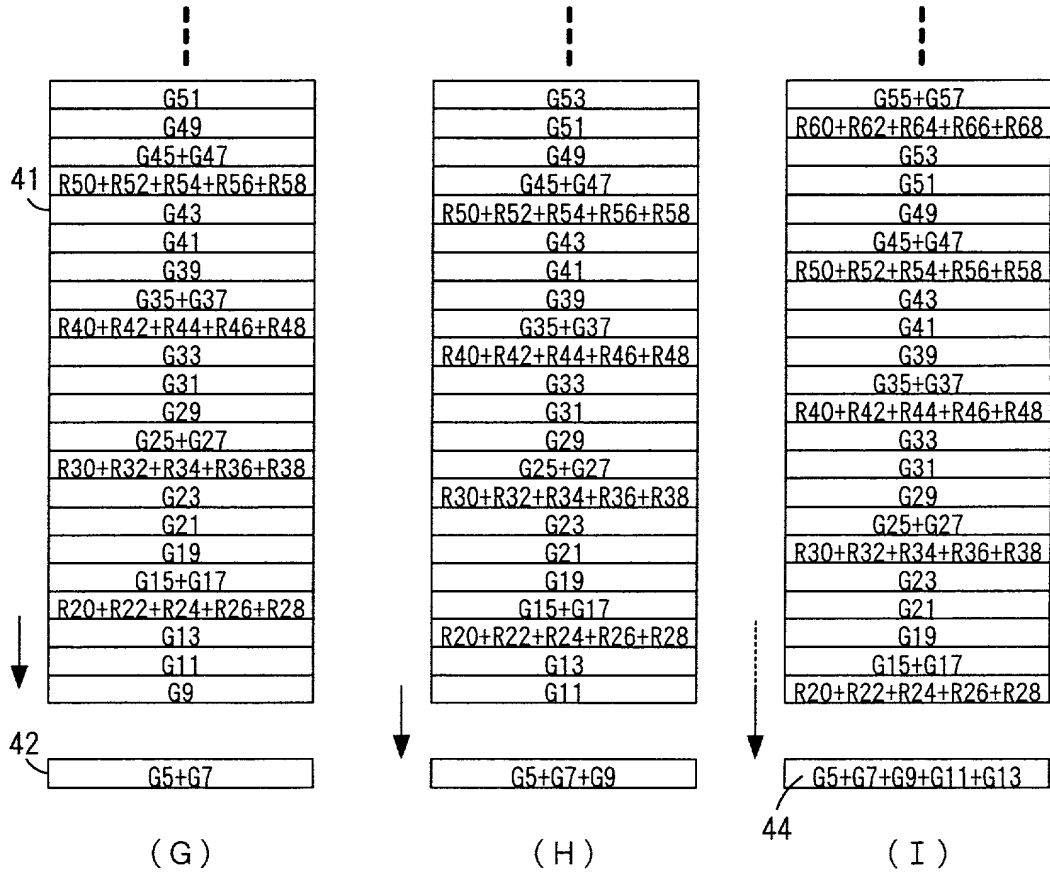 G51
G49
G45+G47
41
R50+R52+R54+R56+R58
G43
G41
G39
G35+G37
R40+R42+R44+R46+R48
G33
G31
G29
G25+G27
R30+R32+R34+R36+R38
G23
G21
G19
G15+G17
R20+R22+R24+R26+R28
G13
G11
G9
42
G5+G7
(G)
G53
G51
G49
G45+G47
R50+R52+R54+R56+R58
G43
G41
G39
G35+G37
R40+R42+R44+R46+R48
G33
G31
G29
G25+G27
R30+R32+R34+R36+R38
G23
G21
G19
G15+G17
R20+R22+R24+R26+R28
G13
G11
G5+G7+G9
(H)
G55+G57
R60+R62+R64+R66+R68
G53
G51
G49
G45+G47
R50+R52+R54+R56+R58
G43
G41
G39
G35+G37
R40+R42+R44+R46+R48
G33
G31
G29
G25+G27
R30+R32+R34+R36+R38
G23
G21
G19
G15+G17
R20+R22+R24+R26+R28
G5+G7+G9+G11+G13
44
(I)